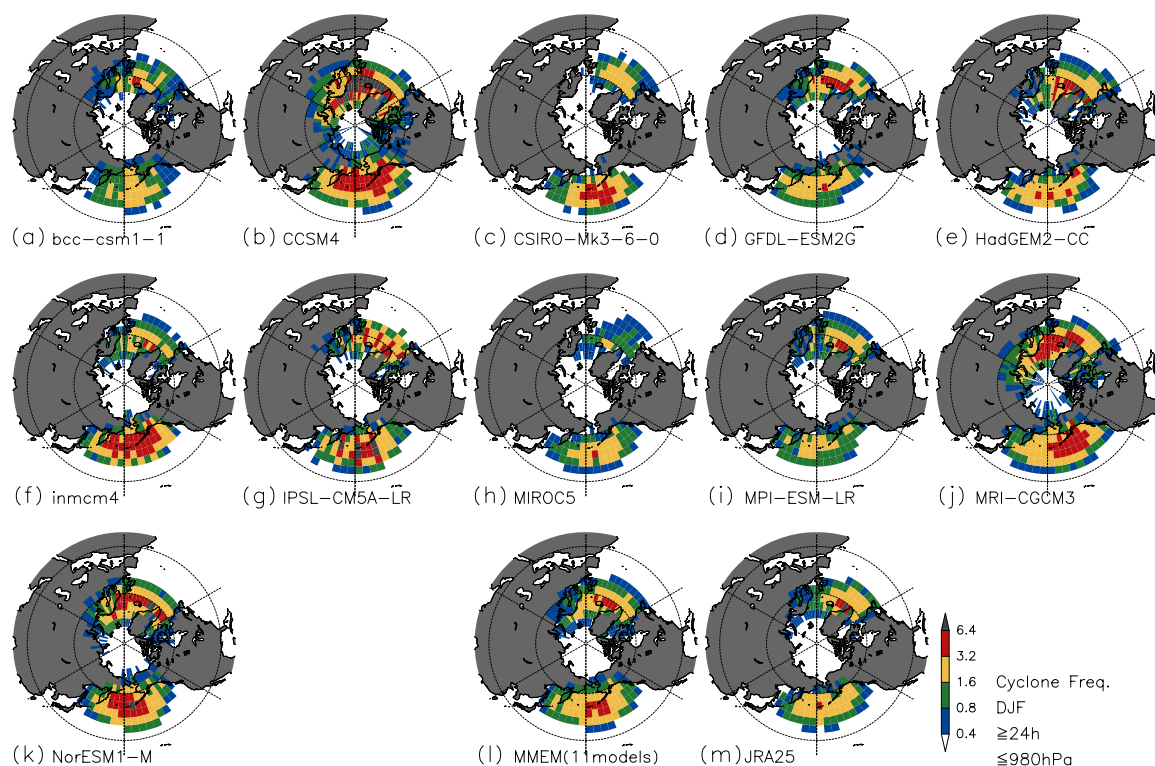 (a) bcc-csm1-1
(b) CCSM4
(c) CSIRO-Mk3-6-0
(d) GFDL-ESM2G
(e) HadGEM2-CC
(f) inmcm4
(g) IPSL-CM5A-LR
(h) MIROC5
(i) MPI-ESM-LR
(j) MRI-CGCM3
(k) NorESM1-M
(l) MMEM(11models)
(m) JRA25
6.4
3.2
1.6
0.8
0.4
Cyclone Freq.
DJF
≧24h
≦980hPa